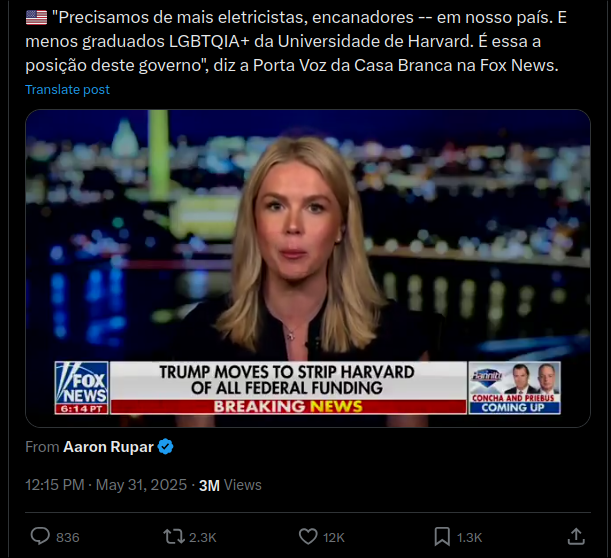 "Precisamos de mais eletricistas, encanadores -- em nosso país. E
menos graduados LGBTQIA+ da Universidade de Harvard. É essa a
posição deste governo", diz a Porta Voz da Casa Branca na Fox News.
Translate post
FOX
NEWS
6:14 PT
TRUMP MOVES TO STRIP HARVARD
OF ALL FEDERAL FUNDING
BREAKING NEWS
HANNITY
CONCHA AND PRIEBUS
COMING UP
From Aaron Rupar
12:15 PM · May 31, 2025 · 3M Views
836 2.3K 12K 1.3K